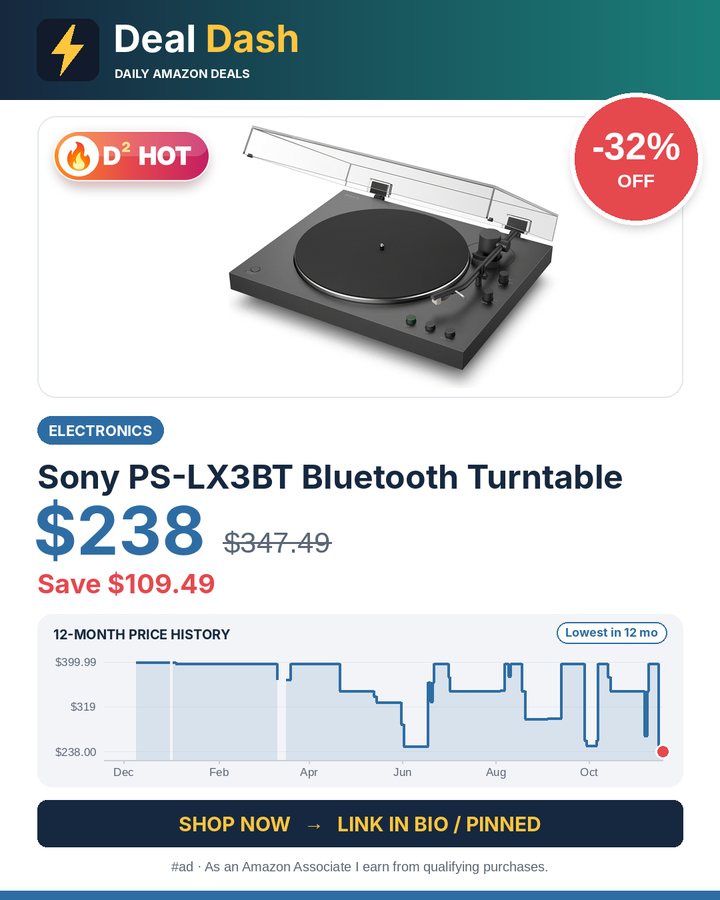 Deal Dash
DAILY AMAZON DEALS
D² HOT
-32%
OFF
ELECTRONICS
Sony PS-LX3BT Bluetooth Turntable
$238 $347.49
Save $109.49
12-MONTH PRICE HISTORY
Lowest in 12 mo
$399.99
$319
$238.00
Dec Feb Apr Jun Aug Oct
SHOP NOW → LINK IN BIO / PINNED
#ad · As an Amazon Associate I earn from qualifying purchases.